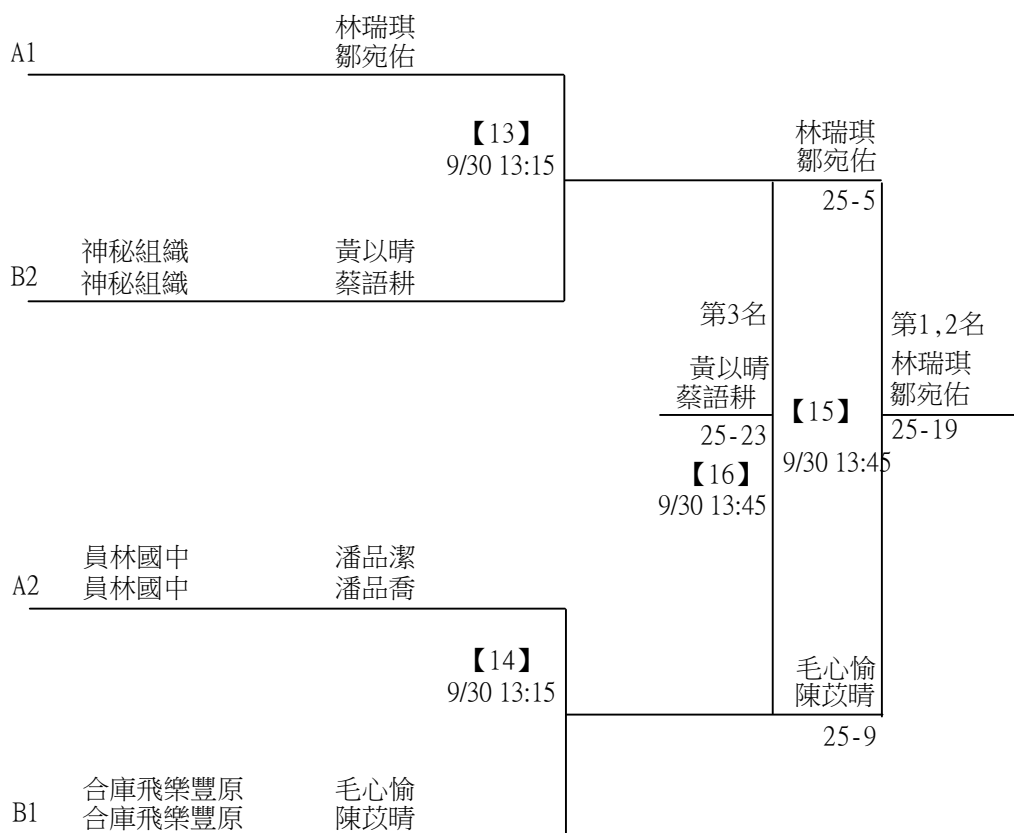 林瑞琪
A1 鄒宛佑
【13】
9/30 13:15
林瑞琪
鄒宛佑
25-5
神秘組織 黃以晴
B2 神秘組織 蔡語耕
第3名
第1,2名
黃以晴
蔡語耕
林瑞琪
鄒宛佑
【15】
25-23
25-19
【16】
9/30 13:45
9/30 13:45
員林國中 潘品潔
A2 員林國中 潘品喬
【14】
9/30 13:15
毛心愉
陳苡晴
25-9
合庫飛樂豐原 毛心愉
B1 合庫飛樂豐原 陳苡晴